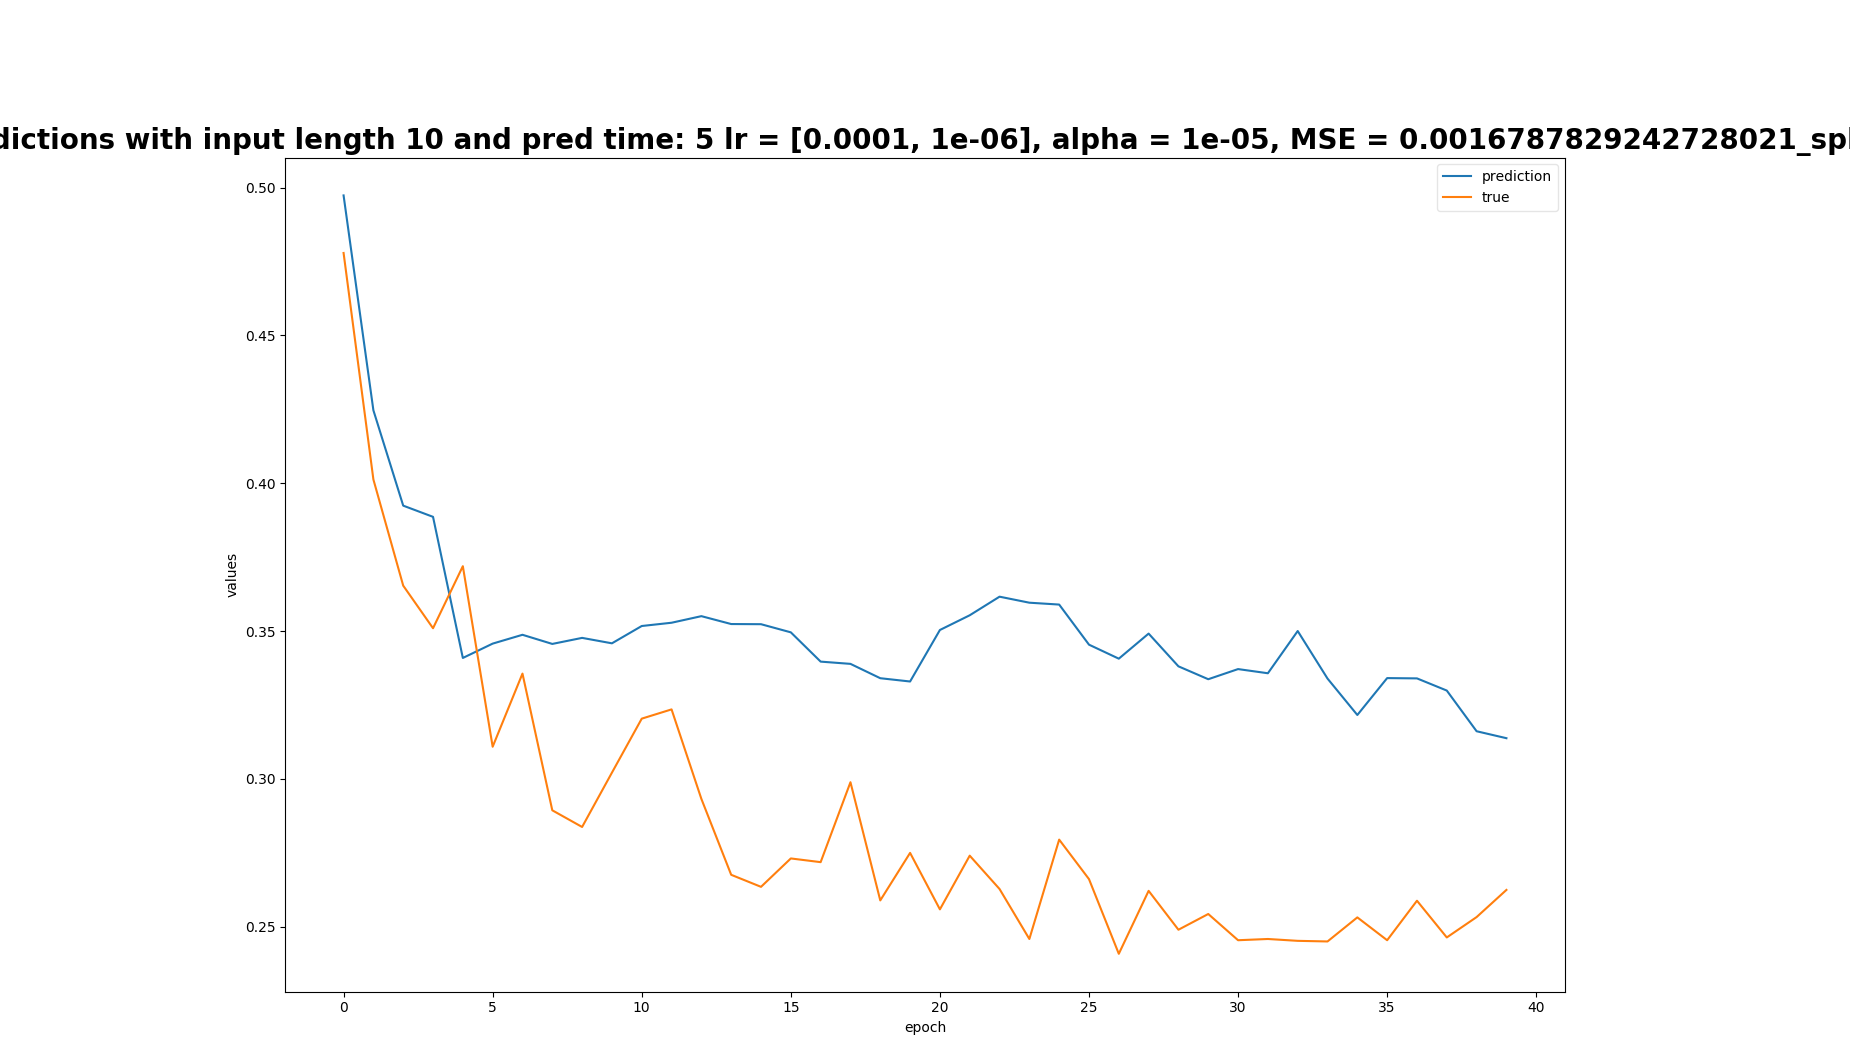 dictions with input length 10 and pred time: 5 lr = [0.0001, 1e-06], alpha = 1e-05, MSE = 0.0016787829242728021_spl
prediction
true
0.50
0.45
0.40
0.35
0.30
0.25
values
0 5 10 15 20 25 30 35 40
epoch